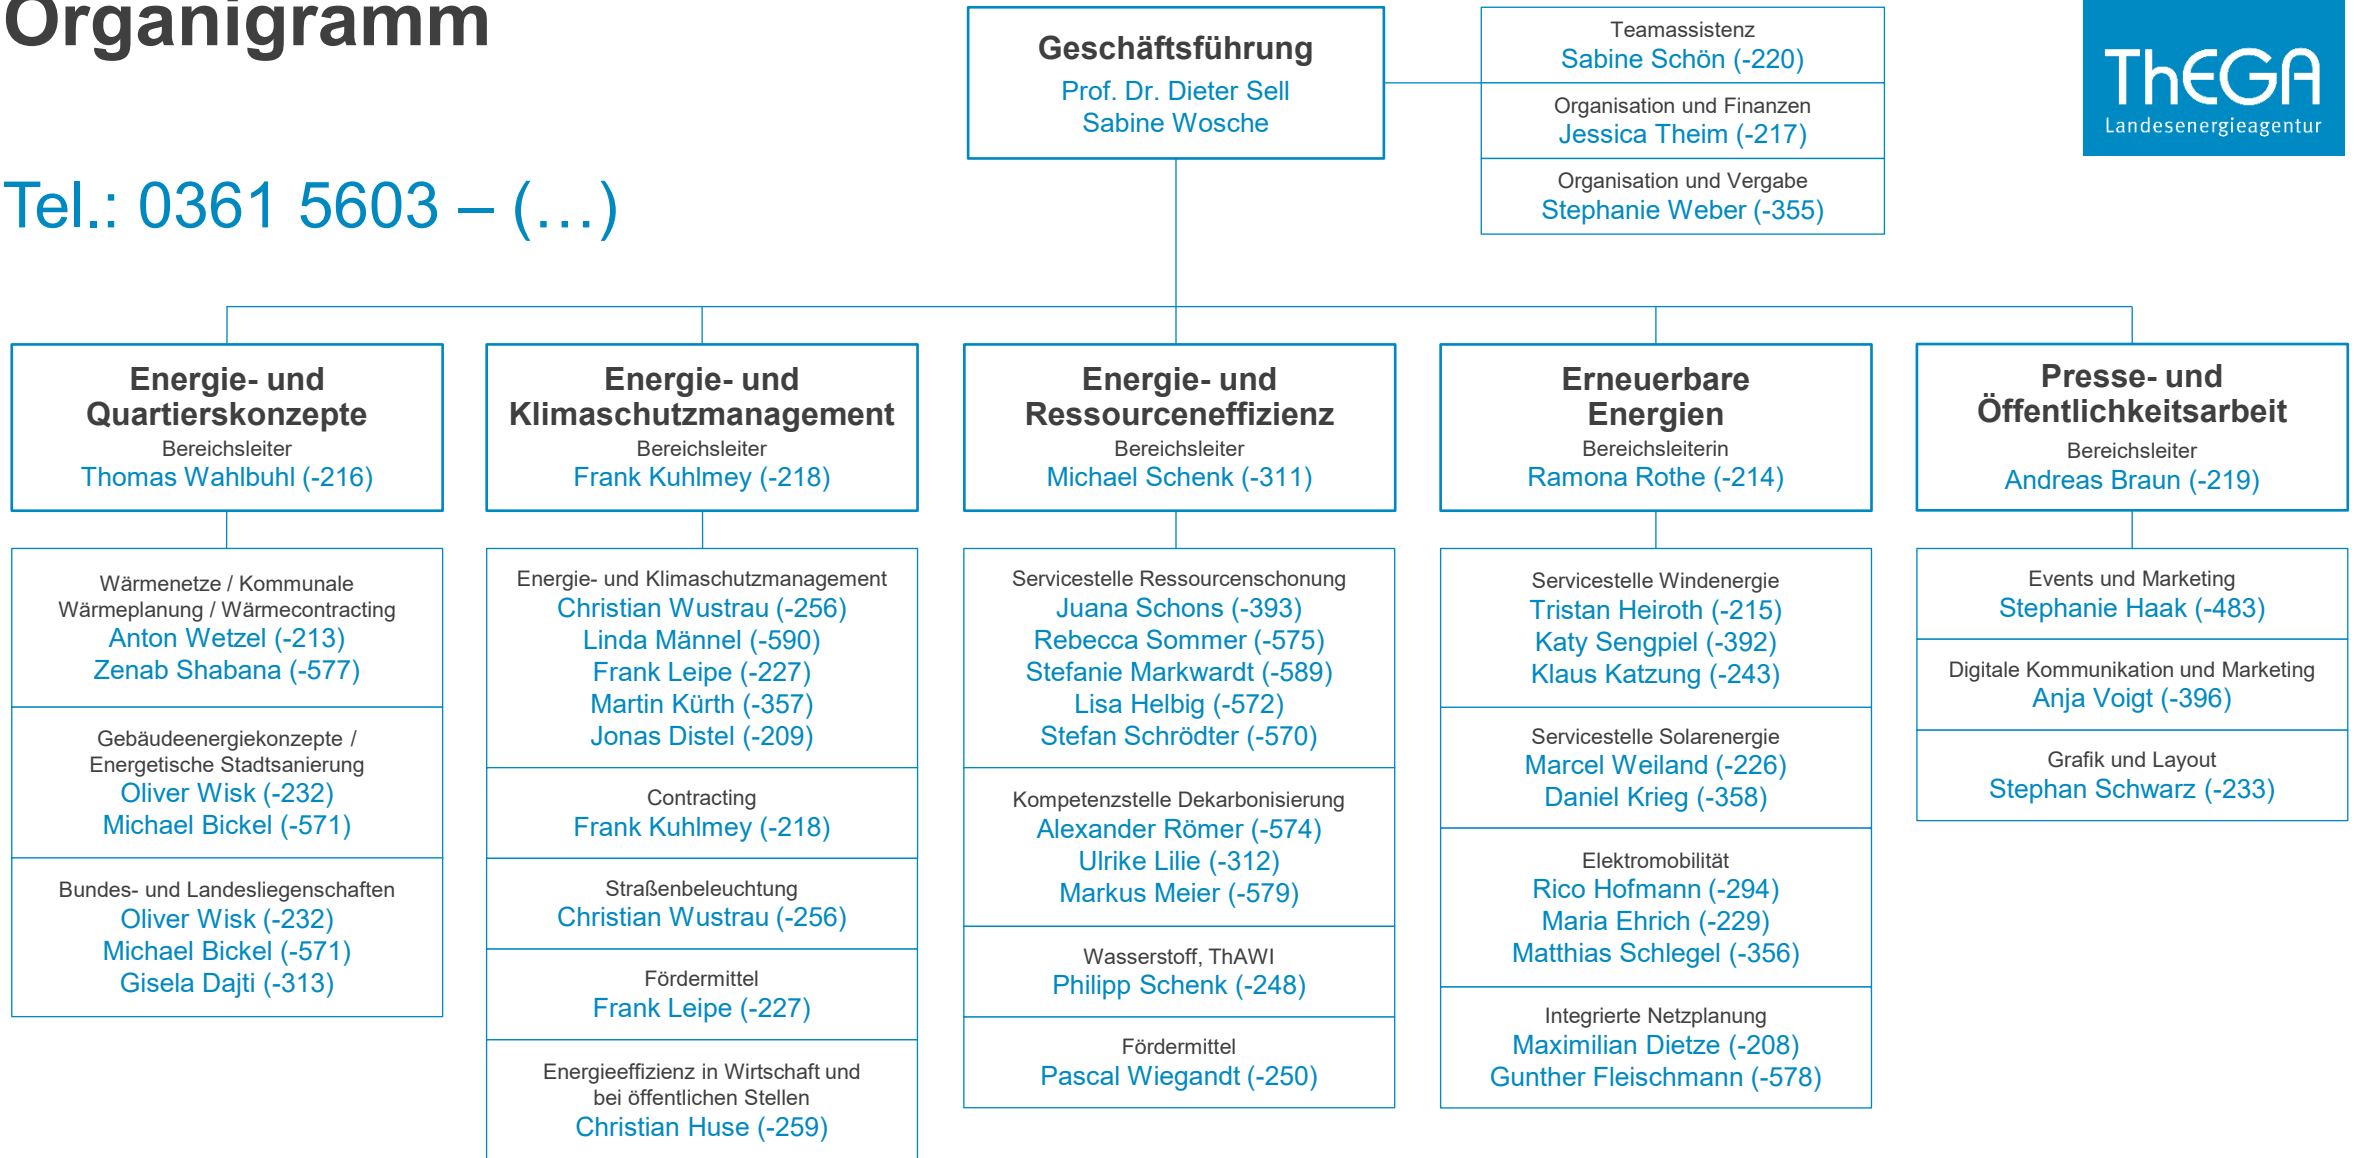 Organigramm
Tel.: 0361 5603 – (…)
Geschäftsführung
Prof. Dr. Dieter Sell
Sabine Wosche
Teamassistenz
Sabine Schön (-220)
Organisation und Finanzen
Jessica Theim (-217)
Organisation und Vergabe
Stephanie Weber (-355)
ThEGA
Landesenergieagentur
Energie- und
Quartierskonzepte
Bereichsleiter
Thomas Wahlbuhl (-216)
Wärmenetze / Kommunale
Wärmeplanung / Wärmecontracting
Anton Wetzel (-213)
Zenab Shabana (-577)
Gebäudeenergiekonzepte /
Energetische Stadtsanierung
Oliver Wisk (-232)
Michael Bickel (-571)
Bundes- und Landesliegenschaften
Oliver Wisk (-232)
Michael Bickel (-571)
Gisela Dajti (-313)
Energie- und
Klimaschutzmanagement
Bereichsleiter
Frank Kuhlmey (-218)
Energie- und Klimaschutzmanagement
Christian Wustrau (-256)
Linda Männel (-590)
Frank Leipe (-227)
Martin Kürth (-357)
Jonas Distel (-209)
Contracting
Frank Kuhlmey (-218)
Straßenbeleuchtung
Christian Wustrau (-256)
Fördermittel
Frank Leipe (-227)
Energieeffizienz in Wirtschaft und
bei öffentlichen Stellen
Christian Huse (-259)
Energie- und
Ressourceneffizienz
Bereichsleiter
Michael Schenk (-311)
Servicestelle Ressourcenschonung
Juana Schons (-393)
Rebecca Sommer (-575)
Stefanie Markwardt (-589)
Lisa Helbig (-572)
Stefan Schrödter (-570)
Kompetenzstelle Dekarbonisierung
Alexander Römer (-574)
Ulrike Lilie (-312)
Markus Meier (-579)
Wasserstoff, ThAWI
Philipp Schenk (-248)
Fördermittel
Pascal Wiegandt (-250)
Erneuerbare
Energien
Bereichsleiterin
Ramona Rothe (-214)
Servicestelle Windenergie
Tristan Heiroth (-215)
Katy Sengpiel (-392)
Klaus Katzung (-243)
Servicestelle Solarenergie
Marcel Weiland (-226)
Daniel Krieg (-358)
Elektromobilität
Rico Hofmann (-294)
Maria Ehrich (-229)
Matthias Schlegel (-356)
Integrierte Netzplanung
Maximilian Dietze (-208)
Gunther Fleischmann (-578)
Presse- und
Öffentlichkeitsarbeit
Bereichsleiter
Andreas Braun (-219)
Events und Marketing
Stephanie Haak (-483)
Digitale Kommunikation und Marketing
Anja Voigt (-396)
Grafik und Layout
Stephan Schwarz (-233)